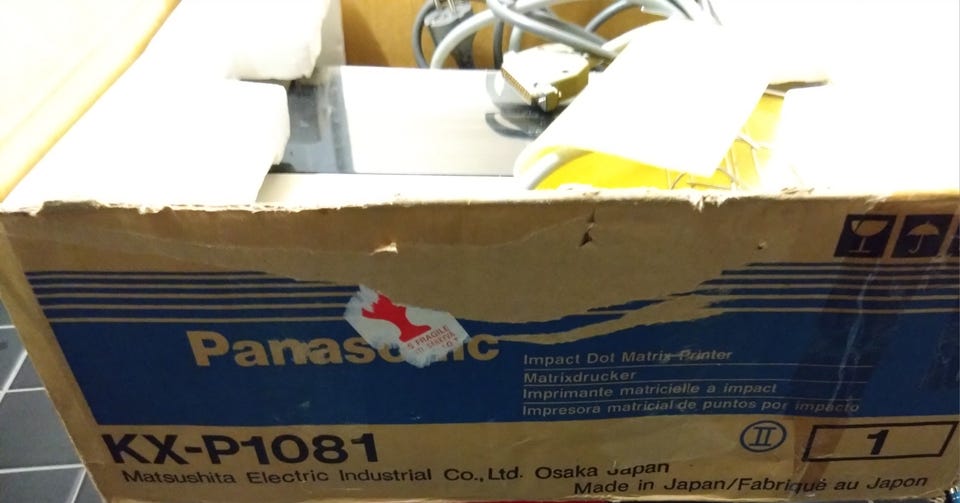 Panasonic
FRAGILE
Impact Dot Matrix Printer
Matrixdrucker
Imprimante matricielle a impact
Impresora matricial de puntos por impacto
KX-P1081
II
1
Matsushita Electric Industrial Co., Ltd. Osaka Japan
Made in Japan/Fabriqué au Japon